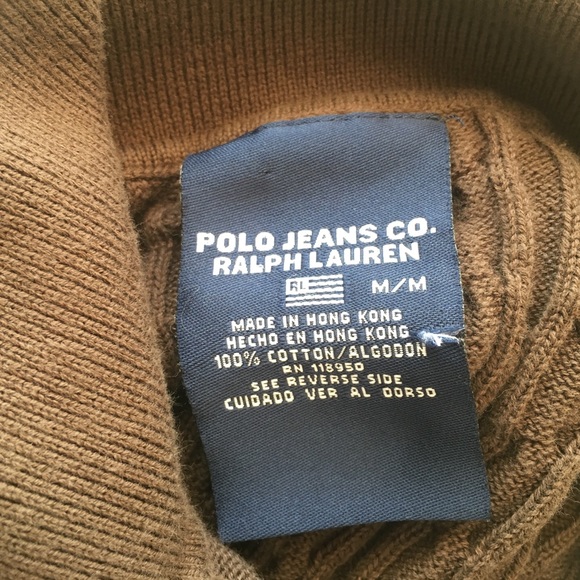 POLO JEANS CO.
RALPH LAUREN
RL M/M
MADE IN HONG KONG
HECHO EN HONG KONG
100% COTTON/ALGODON
RN 118950
SEE REVERSE SIDE
CUIDADO VER AL DORSO